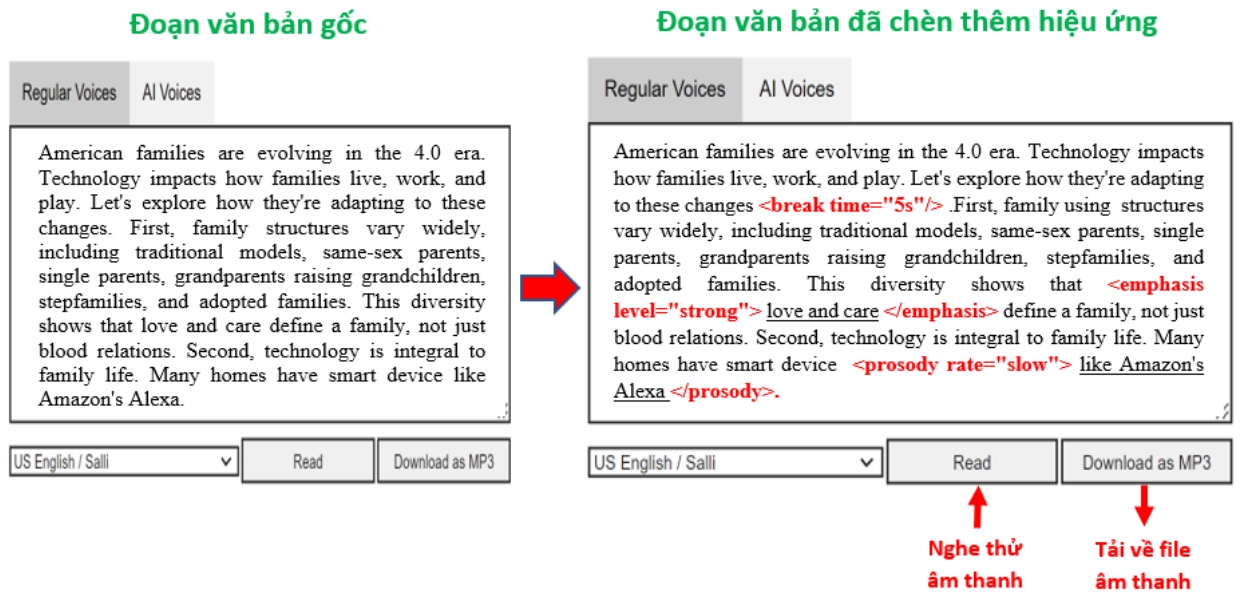 Đoạn văn bản gốc
Regular Voices AI Voices
American families are evolving in the 4.0 era.
Technology impacts how families live, work, and
play. Let's explore how they're adapting to these
changes. First, family structures vary widely,
including traditional models, same-sex parents,
single parents, grandparents raising grandchildren,
stepfamilies, and adopted families. This diversity
shows that love and care define a family, not just
blood relations. Second, technology is integral to
family life. Many homes have smart device like
Amazon's Alexa.
US English / Salli
Read
Download as MP3
Đoạn văn bản đã chèn thêm hiệu ứng
Regular Voices AI Voices
American families are evolving in the 4.0 era. Technology impacts
how families live, work, and play. Let's explore how they're adapting
to these changes <break time="5s"/> .First, family using structures
vary widely, including traditional models, same-sex parents, single
parents, grandparents raising grandchildren, stepfamilies, and
adopted families. This diversity shows that <emphasis
level="strong"> love and care </emphasis> define a family, not just
blood relations. Second, technology is integral to family life. Many
homes have smart device <prosody rate="slow"> like Amazon's
Alexa </prosody>.
US English / Salli
Read
Download as MP3
Nghe thử
âm thanh
Tải về file
âm thanh